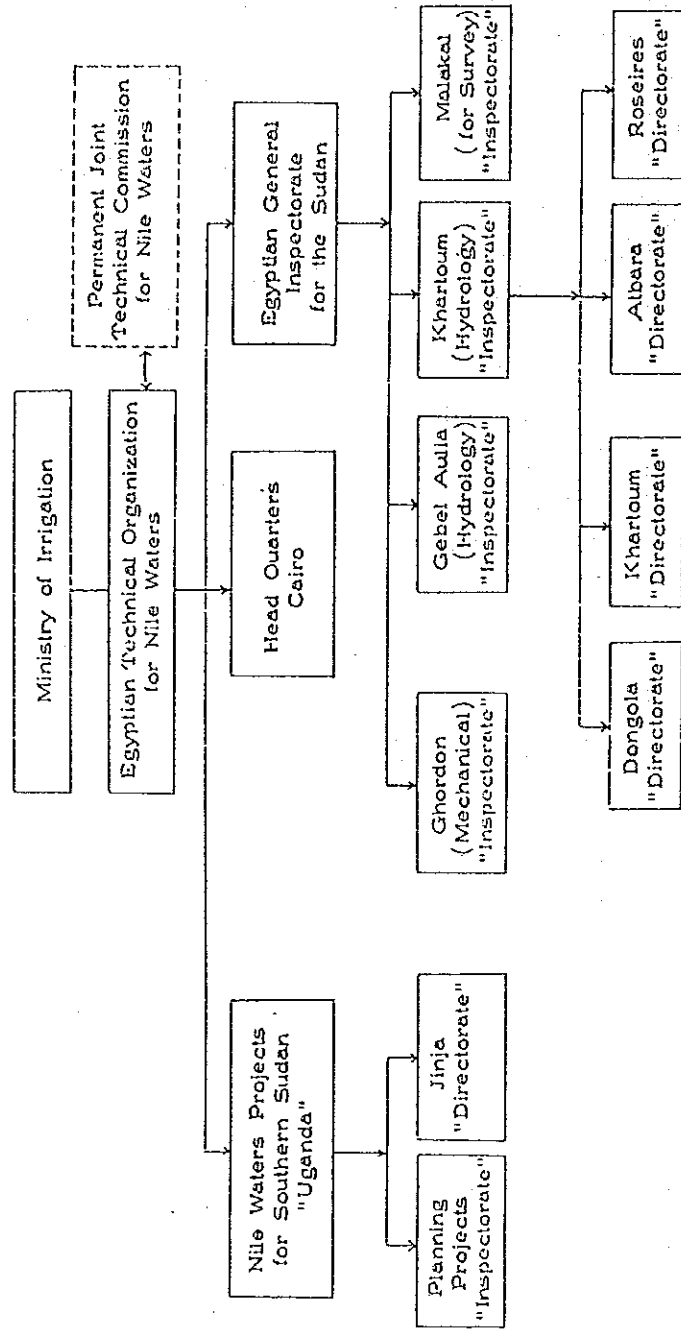 Ministry of Irrigation
Permanent Joint
Technical Commission
for Nile Waters
Egyptian Technical Organization
for Nile Waters
Nile Waters Projects
for Southern Sudan
"Uganda"
Head Ouarters
Cairo
Egyptian General
Inspectorate
for the Sudan
Planning
Projects
"Inspectorate"
Jinja
"Directorate"
Ghordon
(Mechanical)
"Inspectorate"
Gebel Aulia
(Hydrology)
"Inspectorate"
Khartoum
(Hydrology)
"Inspectorate"
Malakal
(for Survey)
"Inspectorate"
Dongola
"Directorate"
Khartoum
"Directorate"
Atbara
"Directorate"
Roseires
"Directorate"